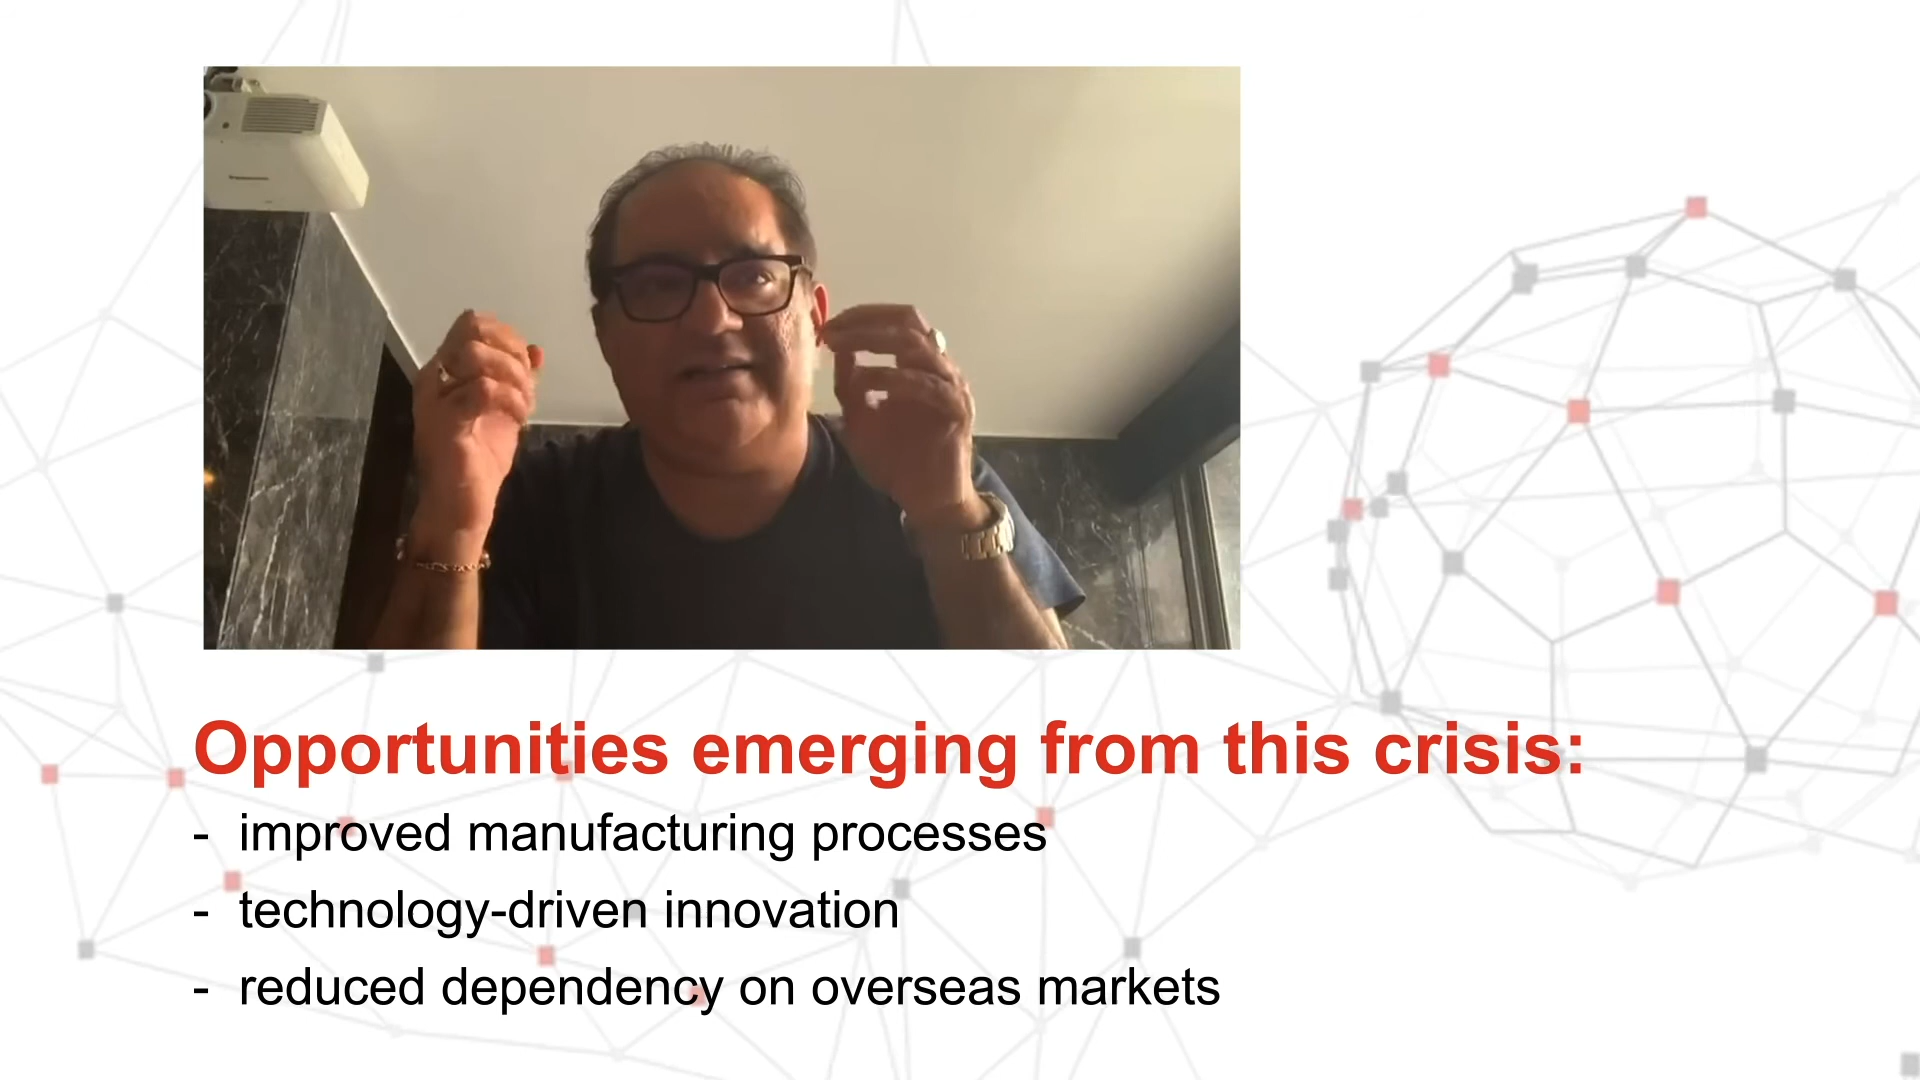 Opportunities emerging from this crisis:
- improved manufacturing processes
- technology-driven innovation
- reduced dependency on overseas markets